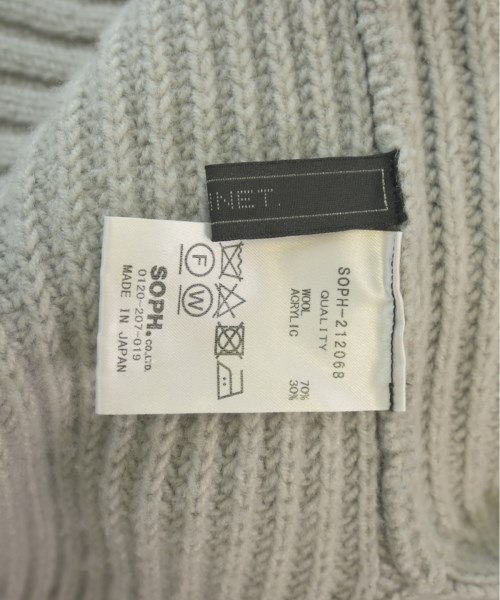 NET.
SOPH-212068
QUALITY
WOOL 70%
ACRYLIC 30%
F W
SOPH.CO.,LTD.
0120-207-019
MADE IN JAPAN